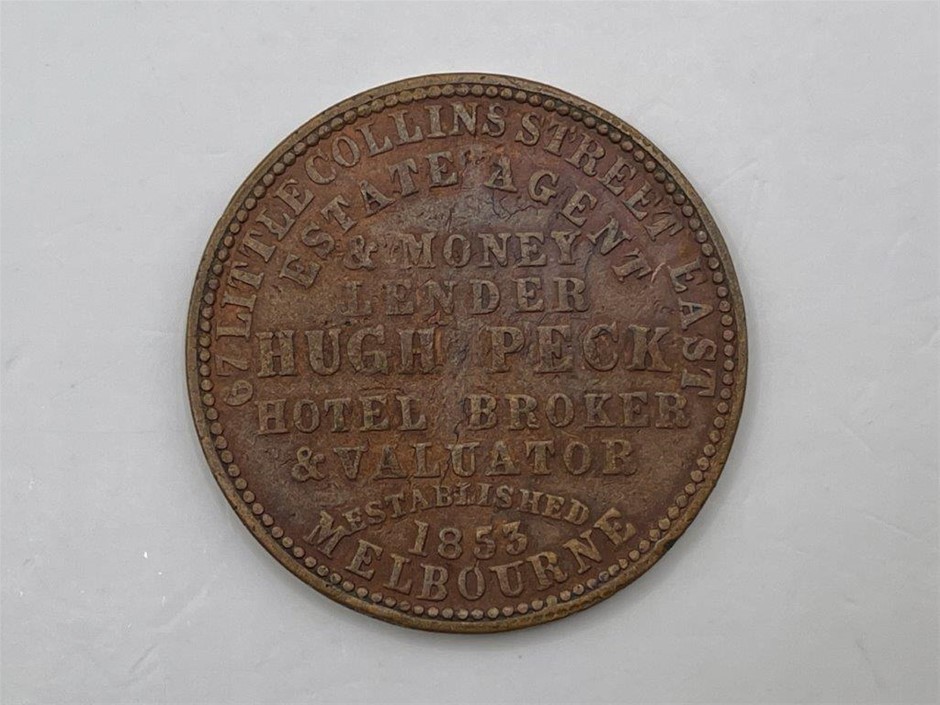 67 LITTLE COLLINS STREET EAST
ESTATE AGENT
& MONEY
LENDER
HUGH PECK
HOTEL BROKER
& VALUATOR
ESTABLISHED
1853
MELBOURNE